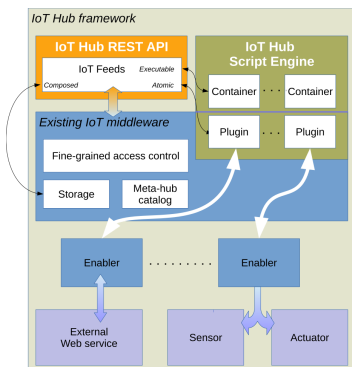 IoT Hub framework
IoT Hub REST API
IoT Feeds
Executable
Composed
Atomic
IoT Hub
Script Engine
Container
. . .
Container
Existing IoT middleware
Plugin
. . .
Plugin
Fine-grained access control
Storage
Meta-hub
catalog
Enabler
. . . . . . . . .
Enabler
External
Web service
Sensor
Actuator